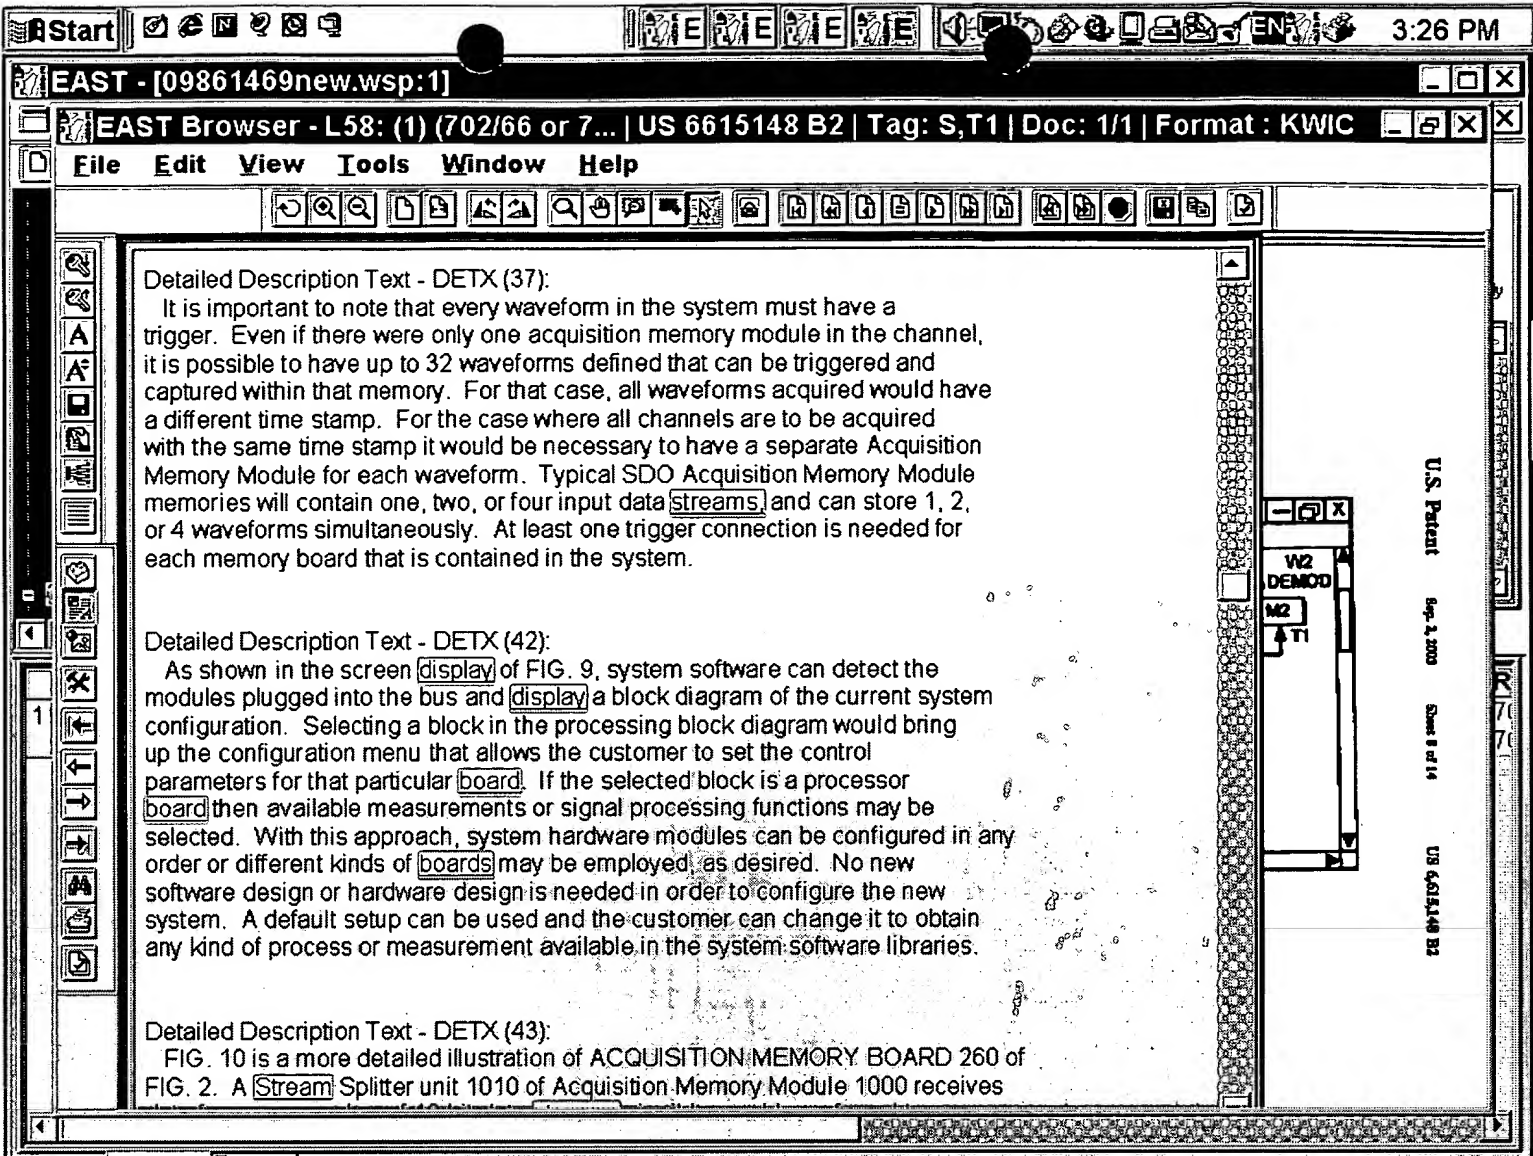 Start
E
E
E
E
EN
3:26 PM
EAST - [09861469new.wsp:1]
EAST Browser - L58: (1) (702/66 or 7... | US 6615148 B2 | Tag: S,T1 | Doc: 1/1 | Format : KWIC
File Edit View Tools Window Help
Detailed Description Text - DETX (37):
It is important to note that every waveform in the system must have a
trigger. Even if there were only one acquisition memory module in the channel,
it is possible to have up to 32 waveforms defined that can be triggered and
captured within that memory. For that case, all waveforms acquired would have
a different time stamp. For the case where all channels are to be acquired
with the same time stamp it would be necessary to have a separate Acquisition
Memory Module for each waveform. Typical SDO Acquisition Memory Module
memories will contain one, two, or four input data streams, and can store 1, 2,
or 4 waveforms simultaneously. At least one trigger connection is needed for
each memory board that is contained in the system.
Detailed Description Text - DETX (42):
As shown in the screen display of FIG. 9, system software can detect the
modules plugged into the bus and display a block diagram of the current system
configuration. Selecting a block in the processing block diagram would bring
up the configuration menu that allows the customer to set the control
parameters for that particular board. If the selected block is a processor
board then available measurements or signal processing functions may be
selected. With this approach, system hardware modules can be configured in any
order or different kinds of boards may be employed, as desired. No new
software design or hardware design is needed in order to configure the new
system. A default setup can be used and the customer can change it to obtain
any kind of process or measurement available in the system software libraries.
Detailed Description Text - DETX (43):
FIG. 10 is a more detailed illustration of ACQUISITION MEMORY BOARD 260 of
FIG. 2. A Stream Splitter unit 1010 of Acquisition Memory Module 1000 receives
W2
DEMOD
M2
T1
U.S. Patent Sep. 2, 2003 Sheet 8 of 14 US 6,615,148 B2
1
R